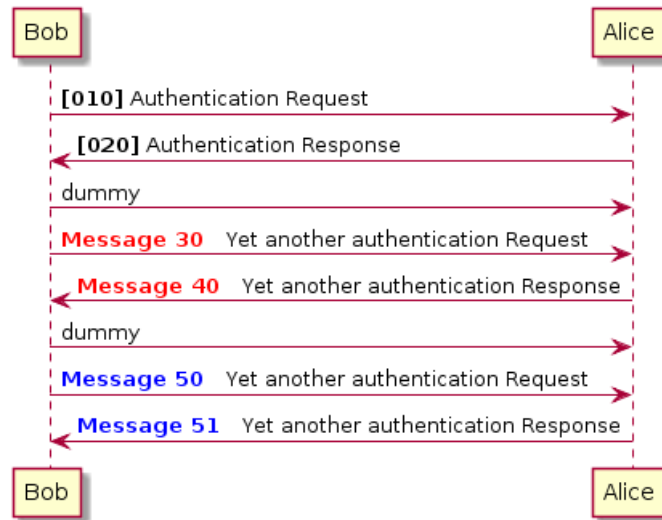 Bob Alice
[010] Authentication Request
[020] Authentication Response
dummy
Message 30 Yet another authentication Request
Message 40 Yet another authentication Response
dummy
Message 50 Yet another authentication Request
Message 51 Yet another authentication Response
Bob Alice